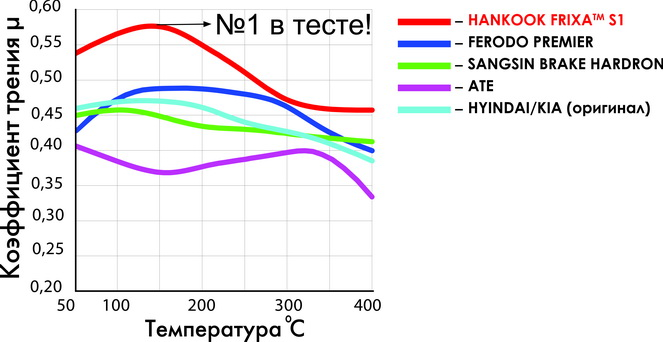 №1 в тесте!
Коэффициент трения μ
0,60
0,55
0,50
0,45
0,40
0,35
0,30
0,20
50 100 200 300 400
Температура °C
– HANKOOK FRIXA™ S1
– FERODO PREMIER
– SANGSIN BRAKE HARDRON
– ATE
– HYINDAI/KIA (оригинал)